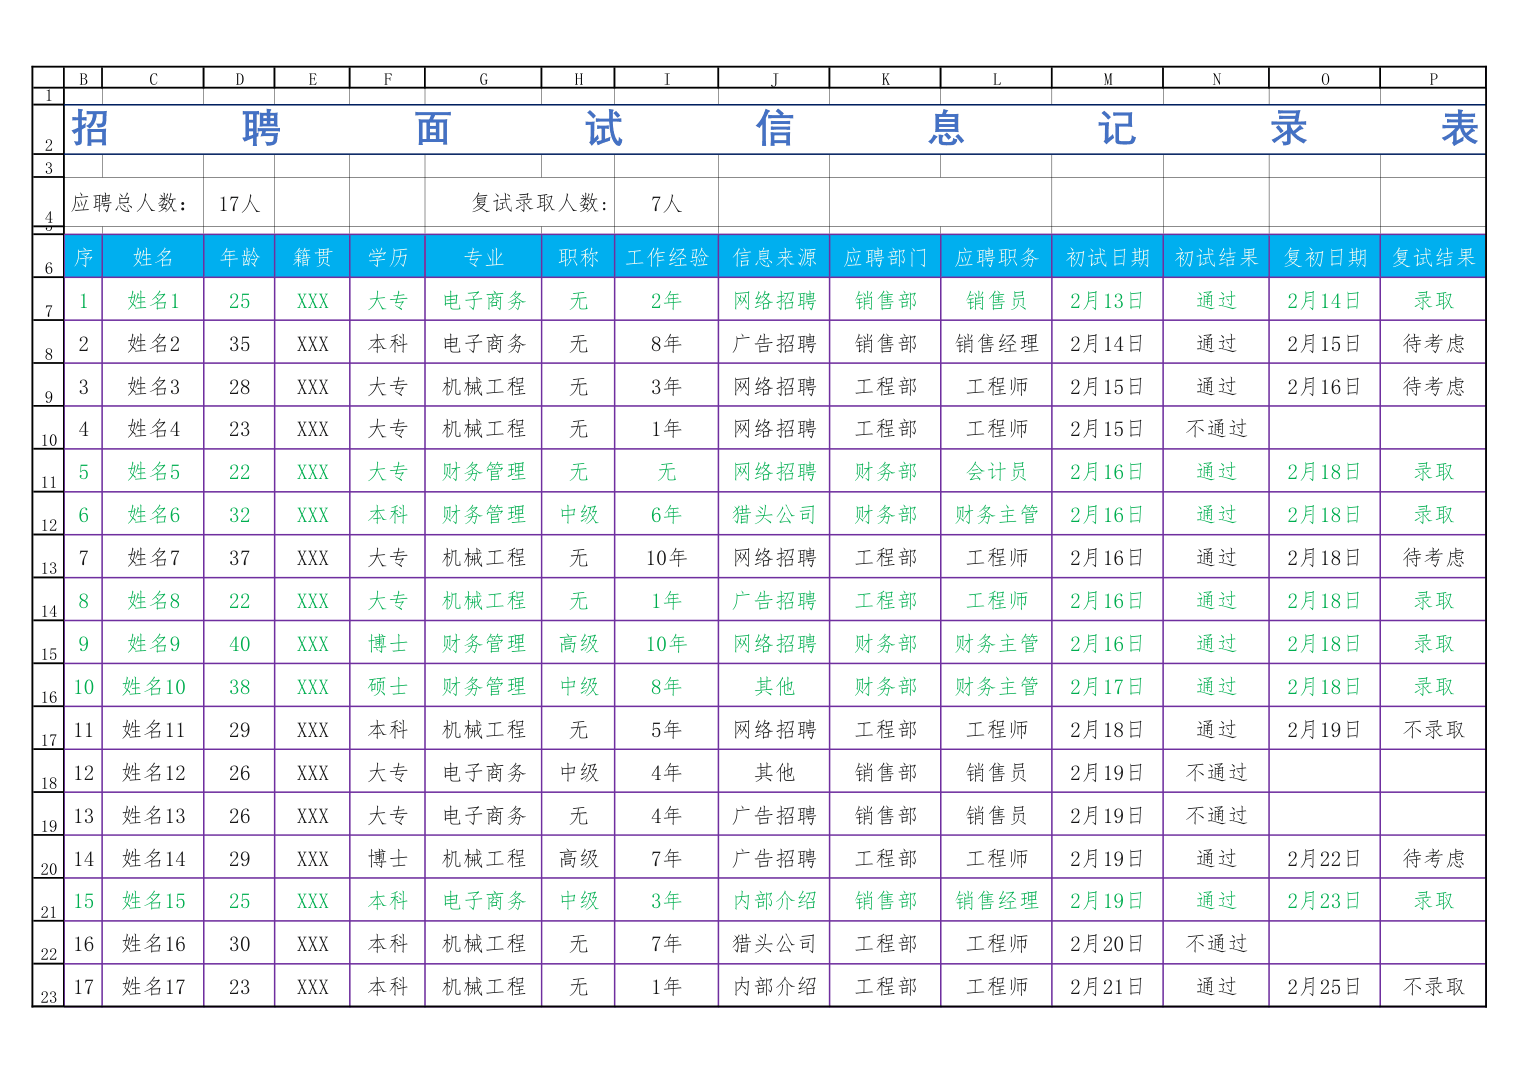 B C D E F G H I J K L M N O P
1
2 招聘面试信息记录表
3
4 应聘总人数： 17人 复试录取人数: 7人
5
6 序 姓名 年龄 籍贯 学历 专业 职称 工作经验 信息来源 应聘部门 应聘职务 初试日期 初试结果 复初日期 复试结果
7 1 姓名1 25 XXX 大专 电子商务 无 2年 网络招聘 销售部 销售员 2月13日 通过 2月14日 录取
8 2 姓名2 35 XXX 本科 电子商务 无 8年 广告招聘 销售部 销售经理 2月14日 通过 2月15日 待考虑
9 3 姓名3 28 XXX 大专 机械工程 无 3年 网络招聘 工程部 工程师 2月15日 通过 2月16日 待考虑
10 4 姓名4 23 XXX 大专 机械工程 无 1年 网络招聘 工程部 工程师 2月15日 不通过
11 5 姓名5 22 XXX 大专 财务管理 无 无 网络招聘 财务部 会计员 2月16日 通过 2月18日 录取
12 6 姓名6 32 XXX 本科 财务管理 中级 6年 猎头公司 财务部 财务主管 2月16日 通过 2月18日 录取
13 7 姓名7 37 XXX 大专 机械工程 无 10年 网络招聘 工程部 工程师 2月16日 通过 2月18日 待考虑
14 8 姓名8 22 XXX 大专 机械工程 无 1年 广告招聘 工程部 工程师 2月16日 通过 2月18日 录取
15 9 姓名9 40 XXX 博士 财务管理 高级 10年 网络招聘 财务部 财务主管 2月16日 通过 2月18日 录取
16 10 姓名10 38 XXX 硕士 财务管理 中级 8年 其他 财务部 财务主管 2月17日 通过 2月18日 录取
17 11 姓名11 29 XXX 本科 机械工程 无 5年 网络招聘 工程部 工程师 2月18日 通过 2月19日 不录取
18 12 姓名12 26 XXX 大专 电子商务 中级 4年 其他 销售部 销售员 2月19日 不通过
19 13 姓名13 26 XXX 大专 电子商务 无 4年 广告招聘 销售部 销售员 2月19日 不通过
20 14 姓名14 29 XXX 博士 机械工程 高级 7年 广告招聘 工程部 工程师 2月19日 通过 2月22日 待考虑
21 15 姓名15 25 XXX 本科 电子商务 中级 3年 内部介绍 销售部 销售经理 2月19日 通过 2月23日 录取
22 16 姓名16 30 XXX 本科 机械工程 无 7年 猎头公司 工程部 工程师 2月20日 不通过
23 17 姓名17 23 XXX 本科 机械工程 无 1年 内部介绍 工程部 工程师 2月21日 通过 2月25日 不录取